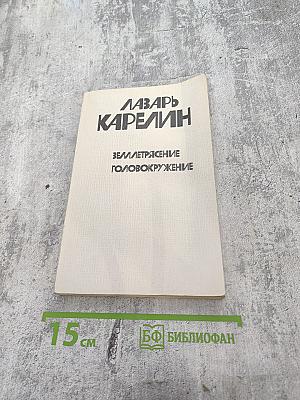 ЛАЗАРЬ
КАРЕЛИН
ЗЕМЛЕТРЯСЕНИЕ
ГОЛОВОКРУЖЕНИЕ
15 см
БФ БИБЛИОФАН